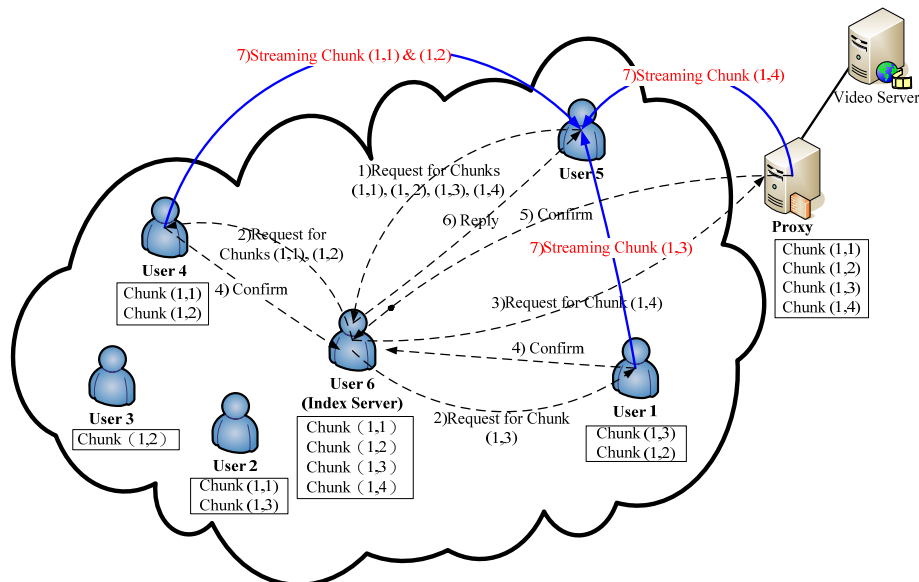 7)Streaming Chunk (1,1) & (1,2)
7)Streaming Chunk (1,4)
Video Server
1)Request for Chunks
(1,1), (1, 2), (1,3), (1,4)
User 5
6) Reply
5) Confirm
Proxy
Chunk (1,1)
Chunk (1,2)
Chunk (1,3)
Chunk (1,4)
2)Request for
Chunks (1,1), (1,2)
7)Streaming Chunk (1,3)
User 4
Chunk (1,1)
Chunk (1,2)
4) Confirm
3)Request for Chunk (1,4)
4) Confirm
User 6
(Index Server)
Chunk （1,1）
Chunk （1,2）
Chunk （1,3）
Chunk （1,4）
2)Request for Chunk
(1,3)
User 1
Chunk (1,3)
Chunk (1,2)
User 3
Chunk （1,2）
User 2
Chunk (1,1)
Chunk (1,3)